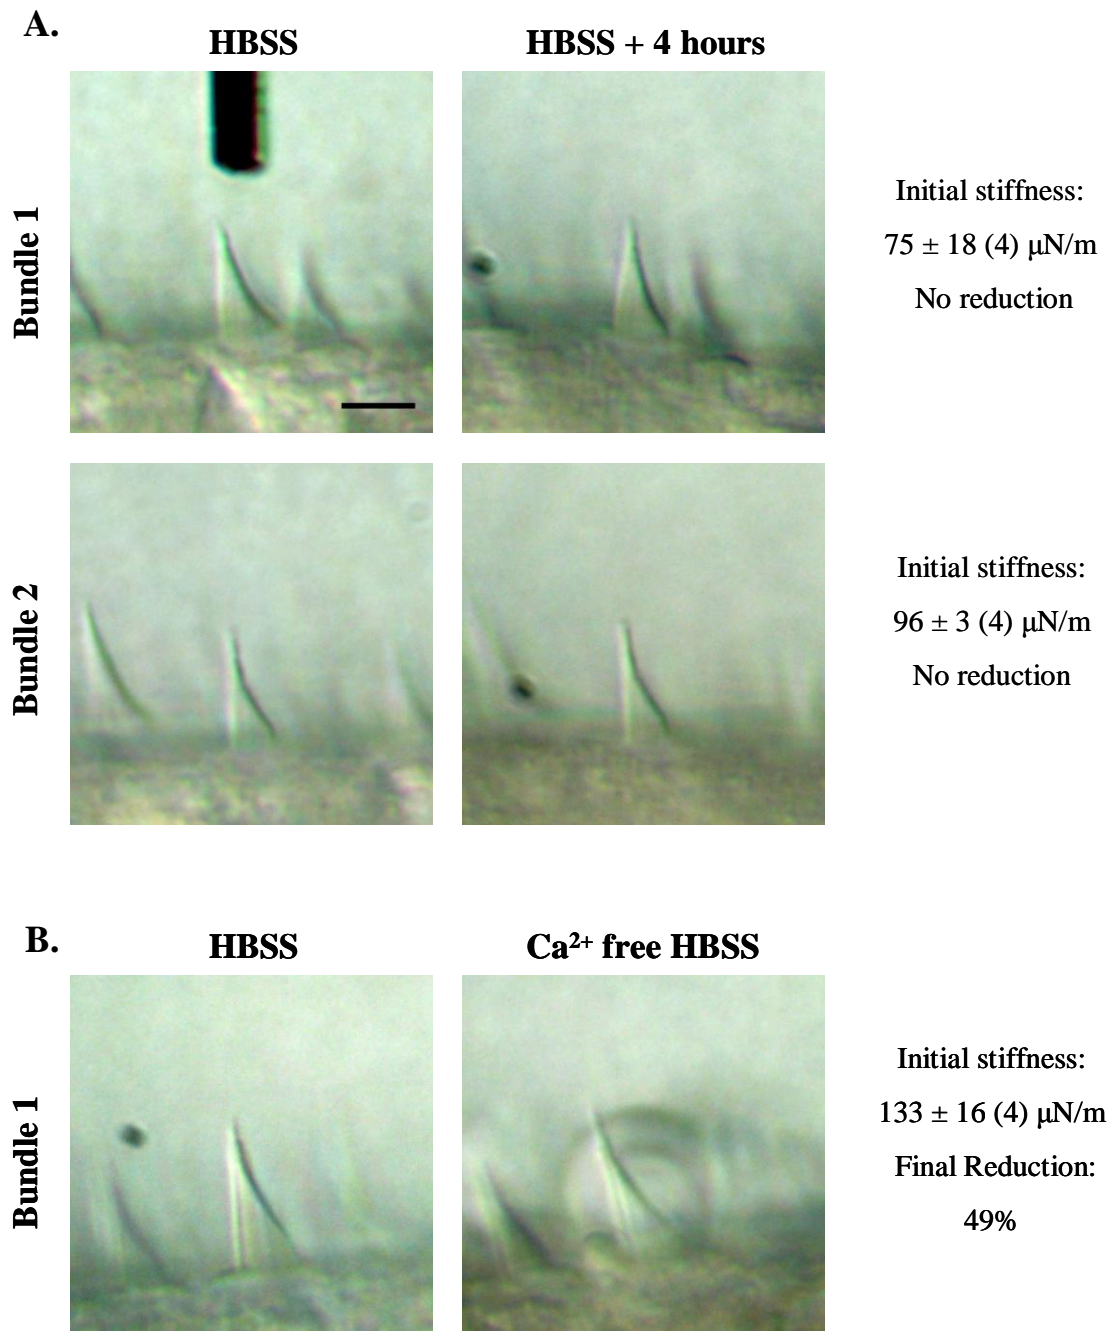 A.
HBSS
HBSS + 4 hours
Bundle 1
Initial stiffness:
75 ± 18 (4) μN/m
No reduction
Bundle 2
Initial stiffness:
96 ± 3 (4) μN/m
No reduction
B.
HBSS
Ca²⁺ free HBSS
Bundle 1
Initial stiffness:
133 ± 16 (4) μN/m
Final Reduction:
49%